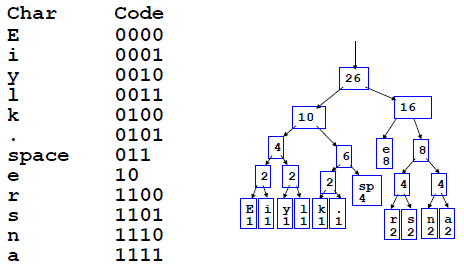 Char Code
E 0000
i 0001
y 0010
l 0011
k 0100
. 0101
space 011
e 10
r 1100
s 1101
n 1110
a 1111
26
10 16
4 6 e 8 8
2 2 2 sp 4 4 4
E i y l k . r s n a
1 1 1 1 1 1 2 2 2 2